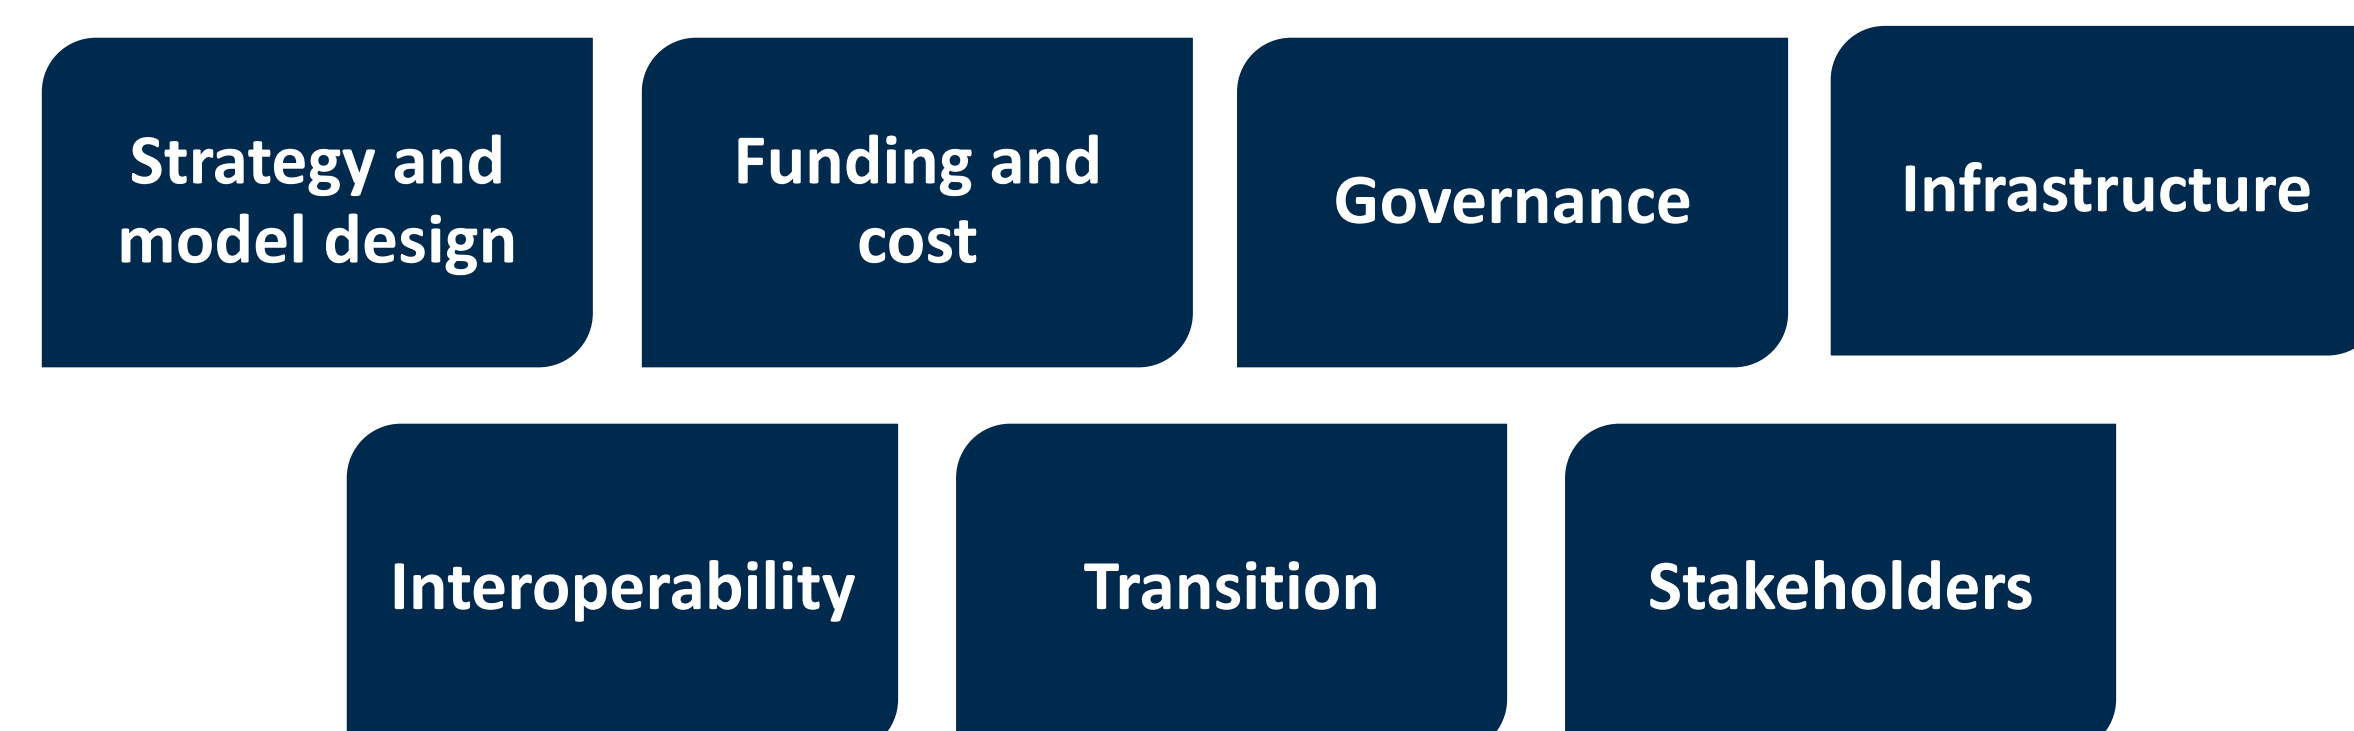 Strategy and
model design
Funding and
cost
Governance
Infrastructure
Interoperability
Transition
Stakeholders